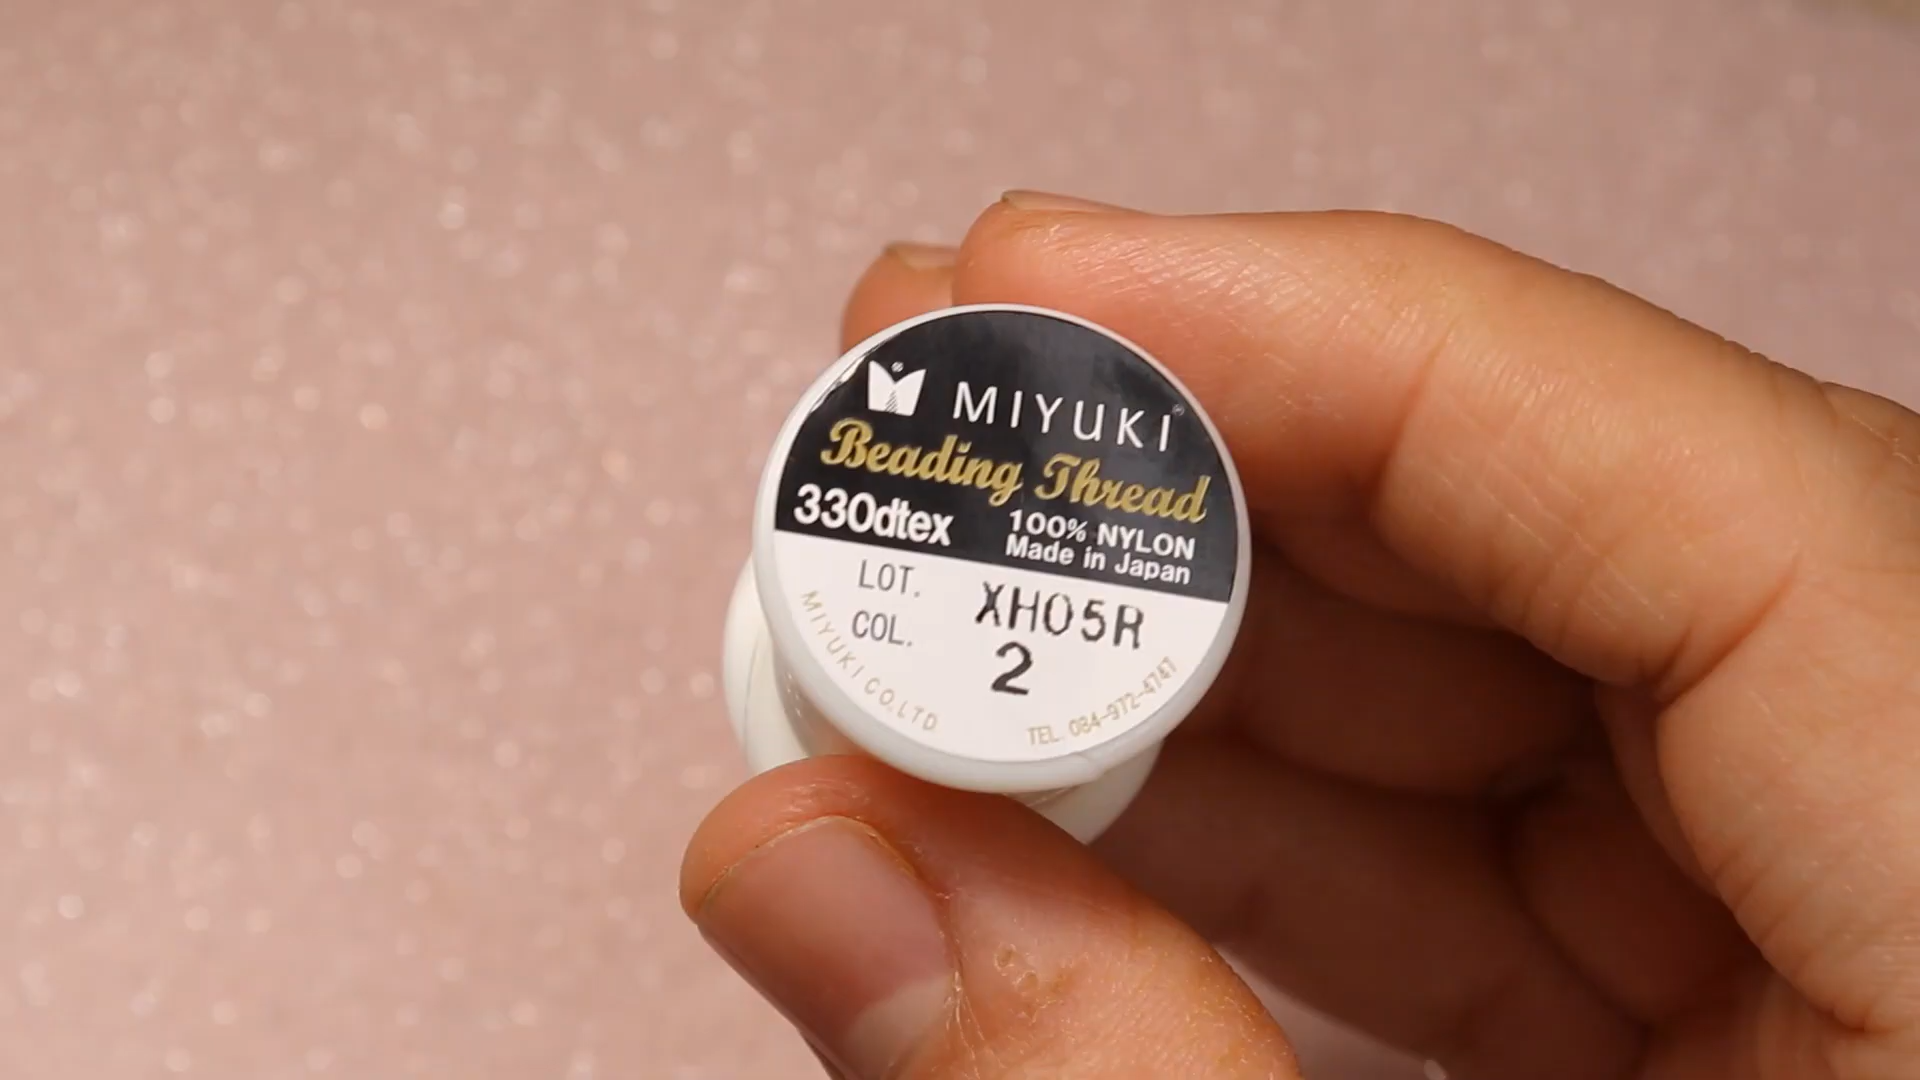 MIYUKI®
Beading Thread
330dtex
100% NYLON
Made in Japan
LOT. XH05R
COL. 2
MIYUKI CO.,LTD.
TEL. 084-972-4747